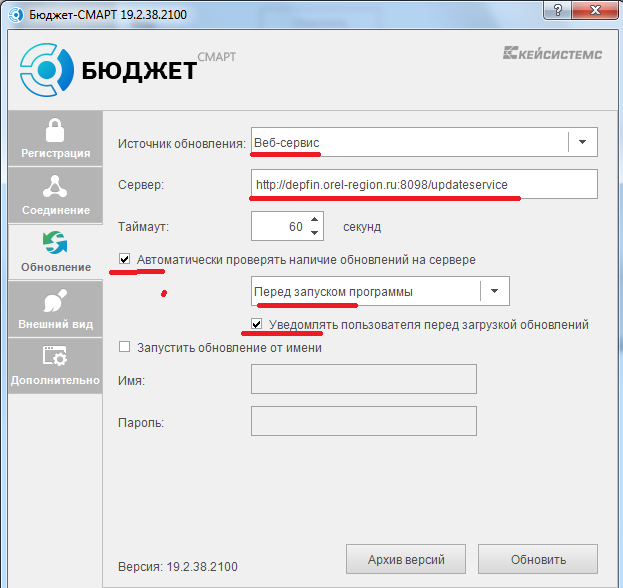 Бюджет-СМАРТ 19.2.38.2100
БЮДЖЕТ СМАРТ
КЕЙСИСТЕМС
Регистрация
Соединение
Обновление
Внешний вид
Дополнительно
Источник обновления: Веб-сервис
Сервер: http://depfin.orel-region.ru:8098/updateservice
Таймаут: 60 секунд
Автоматически проверять наличие обновлений на сервере
Перед запуском программы
Уведомлять пользователя перед загрузкой обновлений
Запустить обновление от имени
Имя:
Пароль:
Версия: 19.2.38.2100
Архив версий
Обновить